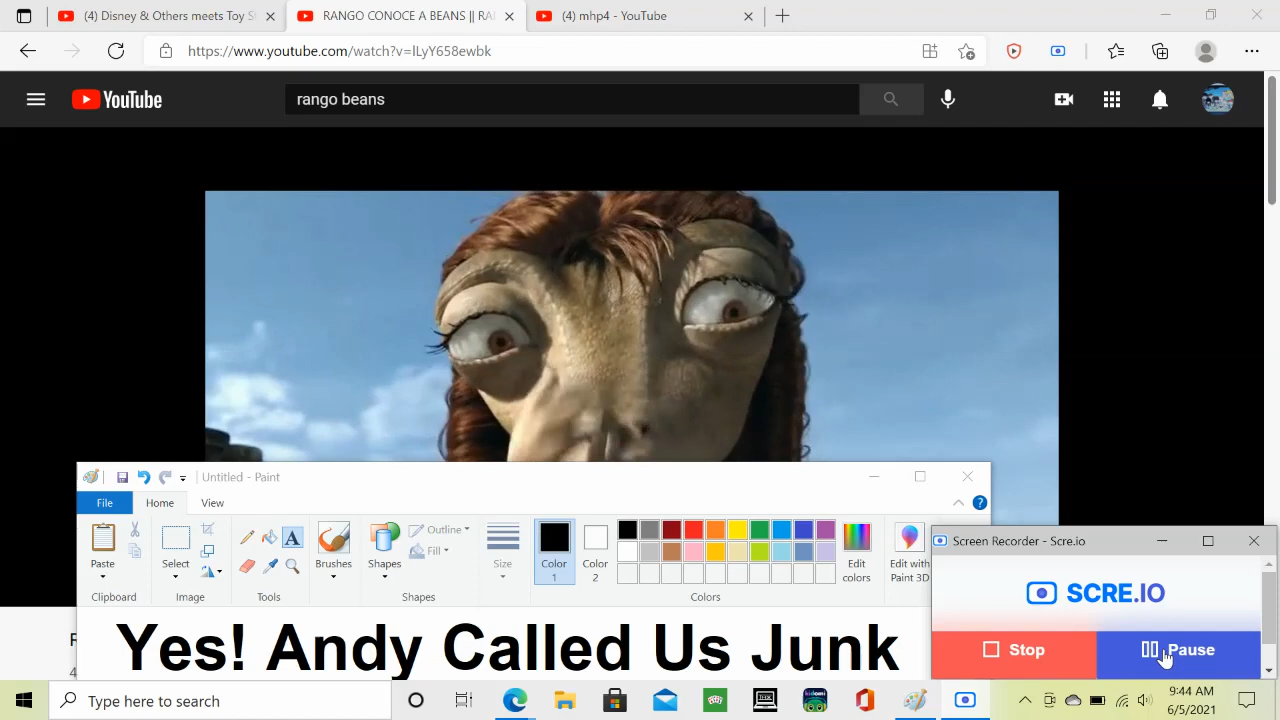 (4) Disney & Others meets Toy S
RANGO CONOCE A BEANS || RA
(4) mhp4 - YouTube
https://www.youtube.com/watch?v=lLyY658ewbk
YouTube
rango beans
Untitled - Paint
File
Home
View
Paste
Select
Brushes
Shapes
Outline
Fill
Size
Color
1
Color
2
Edit
colors
Edit with
Paint 3D
Clipboard
Image
Tools
Shapes
Colors
Yes! Andy Called Us Junk
Screen Recorder - Scre.io
SCRE.IO
Stop
Pause
Type here to search
THX
kidoons
9:44 AM
6/5/2021